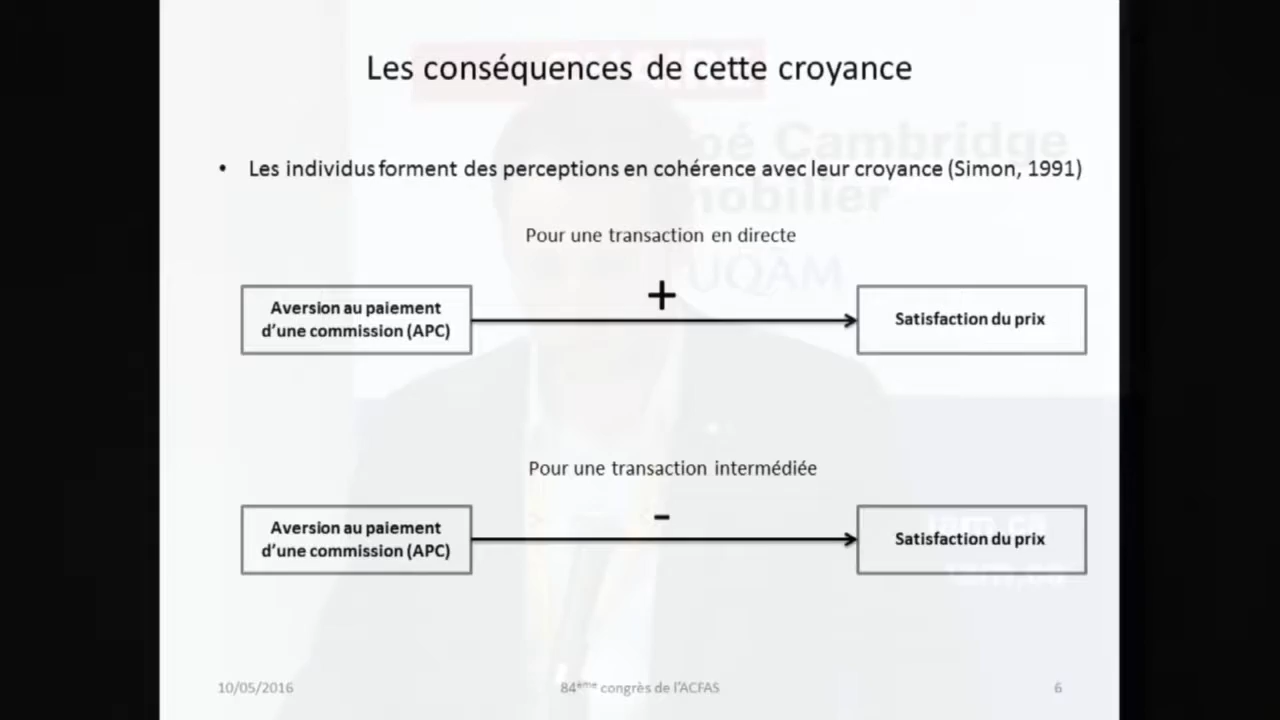 Les conséquences de cette croyance
• Les individus forment des perceptions en cohérence avec leur croyance (Simon, 1991)
Pour une transaction en directe
+
Aversion au paiement
d'une commission (APC)
Satisfaction du prix
Pour une transaction intermédiée
-
Aversion au paiement
d'une commission (APC)
Satisfaction du prix
10/05/2016
84ème congrès de l'ACFAS
6
Cambridge
UQÀM